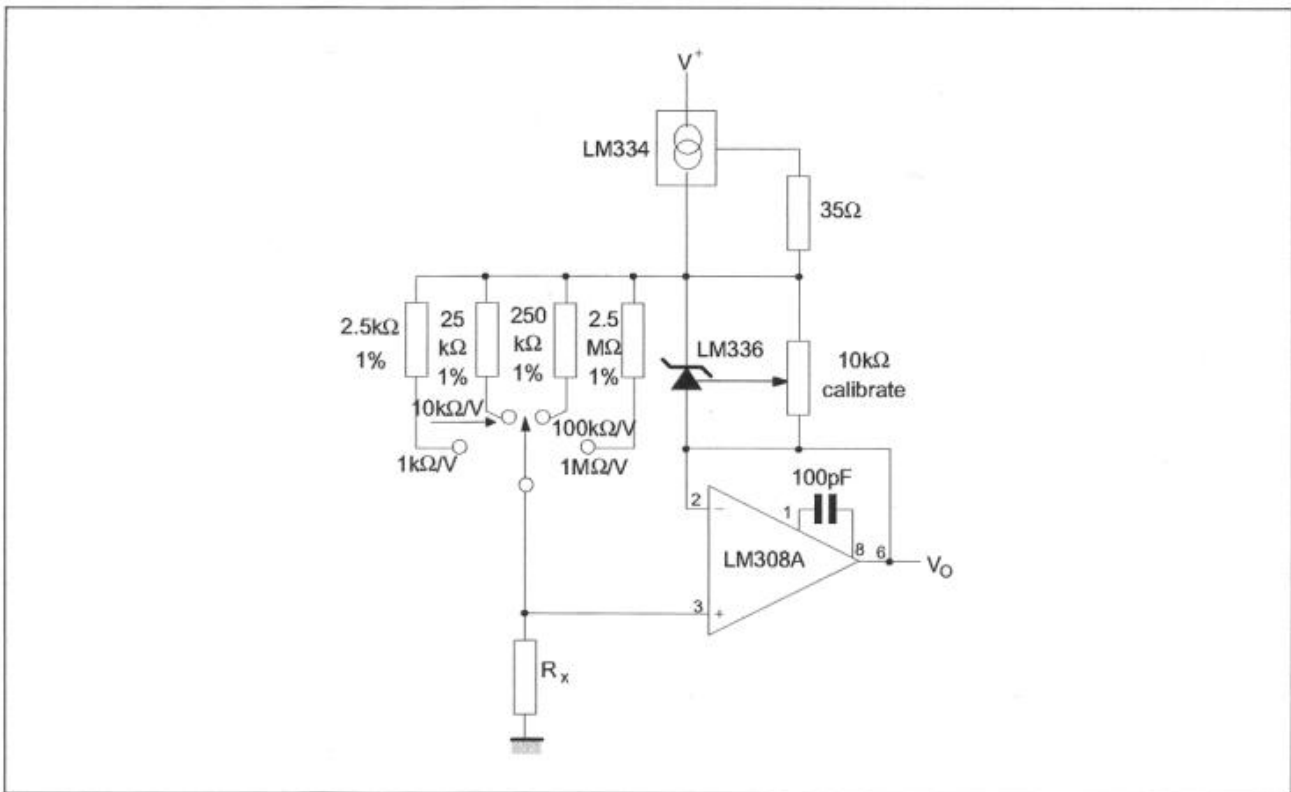 V+
LM334
35Ω
2.5kΩ
1%
25
kΩ
1%
250
kΩ
1%
2.5
MΩ
1%
LM336
10kΩ
calibrate
10kΩ/V
100kΩ/V
1kΩ/V
1MΩ/V
100pF
2
−
1
LM308A
8
6
VO
3
+
Rx